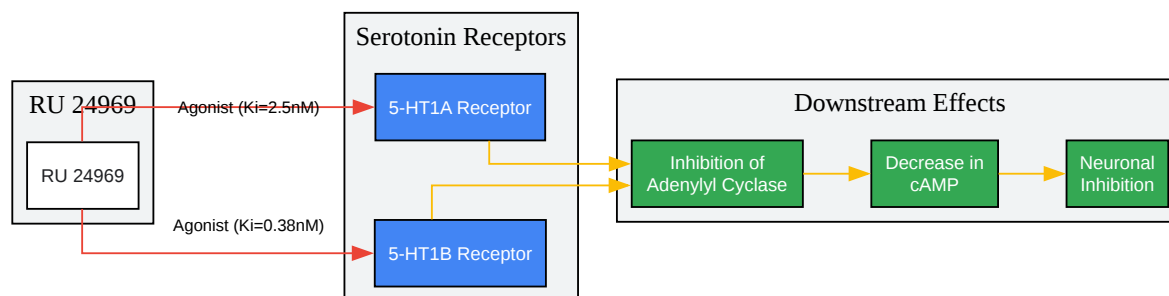 RU 24969
RU 24969
Agonist (Ki=2.5nM)
Agonist (Ki=0.38nM)
Serotonin Receptors
5-HT1A Receptor
5-HT1B Receptor
Downstream Effects
Inhibition of
Adenylyl Cyclase
Decrease in
cAMP
Neuronal
Inhibition